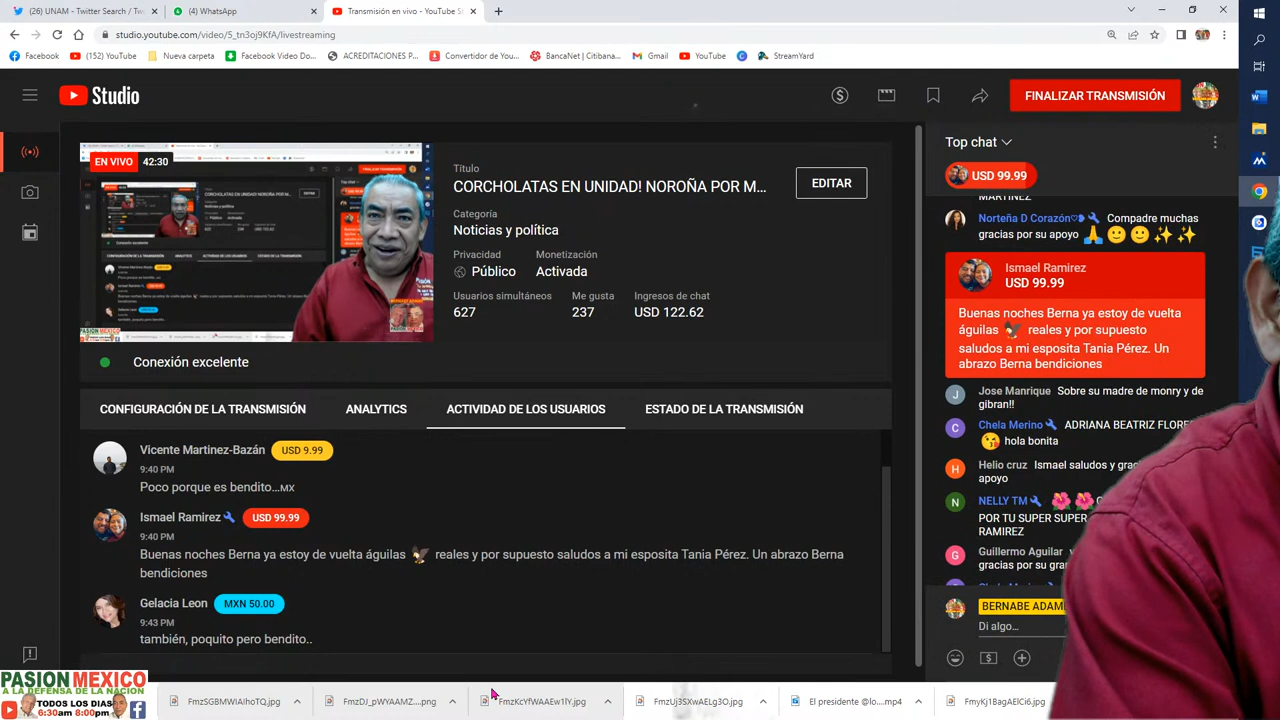 (26) UNAM - Twitter Search / Tw
(4) WhatsApp
Transmisión en vivo - YouTube S
studio.youtube.com/video/5_tn3oj9KfA/livestreaming
Facebook
(152) YouTube
Nueva carpeta
Facebook Video Do...
ACREDITACIONES P...
Convertidor de You...
BancaNet | Citibana...
Gmail
YouTube
StreamYard
Studio
FINALIZAR TRANSMISIÓN
EN VIVO 42:30
Título
CORCHOLATAS EN UNIDAD! NOROÑA POR M...
EDITAR
Categoría
Noticias y política
Privacidad
Monetización
Público
Activada
Usuarios simultáneos
Me gusta
Ingresos de chat
627
237
USD 122.62
Conexión excelente
CONFIGURACIÓN DE LA TRANSMISIÓN
ANALYTICS
ACTIVIDAD DE LOS USUARIOS
ESTADO DE LA TRANSMISIÓN
Vicente Martinez-Bazán USD 9.99
9:40 PM
Poco porque es bendito...MX
Ismael Ramirez USD 99.99
9:40 PM
Buenas noches Berna ya estoy de vuelta águilas 🦅 reales y por supuesto saludos a mi esposita Tania Pérez. Un abrazo Berna
bendiciones
Gelacia Leon MXN 50.00
9:43 PM
también, poquito pero bendito..
Top chat
USD 99.99
MARTINEZ
Norteña D Corazón♡❥ Compadre muchas
gracias por su apoyo 🙏🙂🙂✨✨
Ismael Ramirez
USD 99.99
Buenas noches Berna ya estoy de vuelta
águilas 🦅 reales y por supuesto
saludos a mi esposita Tania Pérez. Un
abrazo Berna bendiciones
Jose Manrique Sobre su madre de monry y de
gibran!!
Chela Merino ADRIANA BEATRIZ FLORE
😘 hola bonita
Helio cruz Ismael saludos y grac
apoyo
NELLY TM 🌺🌺
POR TU SUPER SUPER
RAMIREZ
Guillermo Aguilar
gracias por su gra
BERNABE ADAM
Di algo...
PASION MEXICO
A LA DEFENSA DE LA NACION
TODOS LOS DIAS
6:30am 8:00pm
FmzSGBMWIAIhoTQ.jpg
FmzDJ_pWYAAMZ....png
FmzKcYfWAAEw1lY.jpg
FmzUj3SXwAELg3O.jpg
El presidente @lo....mp4
FmyKj1BagAElCi6.jpg